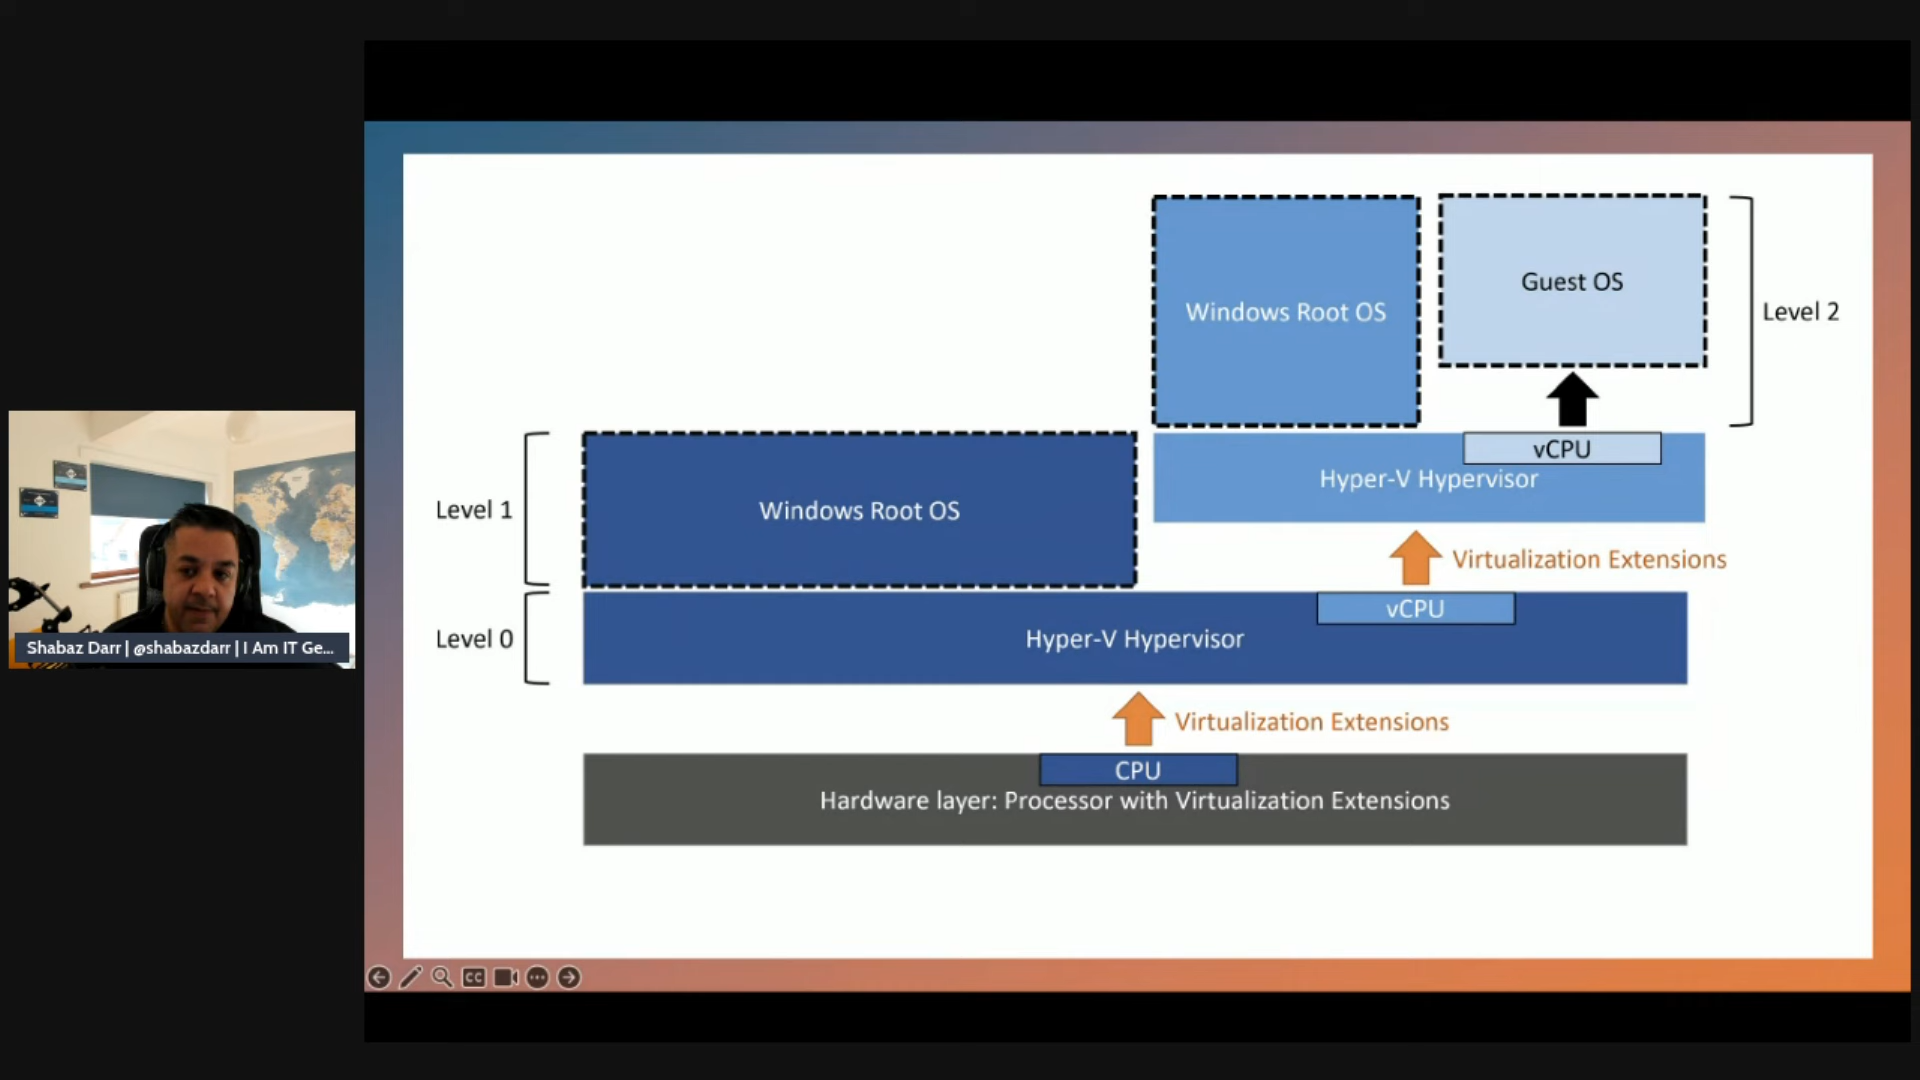 Windows Root OS
Guest OS
Level 2
vCPU
Hyper-V Hypervisor
Level 1
Windows Root OS
Virtualization Extensions
vCPU
Level 0
Hyper-V Hypervisor
Virtualization Extensions
CPU
Hardware layer: Processor with Virtualization Extensions
Shabaz Darr | @shabazdarr | I Am IT Ge...
CC